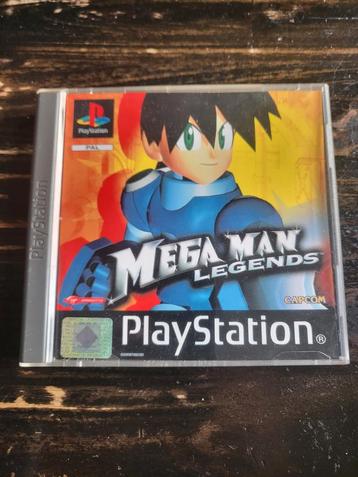 PlayStation
PlayStation
PAL
MEGA MAN
LEGENDS
CAPCOM
PlayStation®